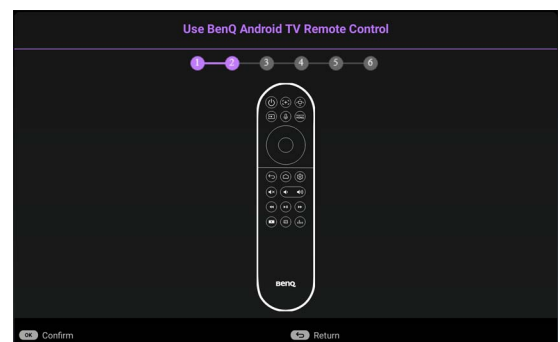 Use BenQ Android TV Remote Control
1 2 3 4 5 6
BenQ
OK Confirm
Return